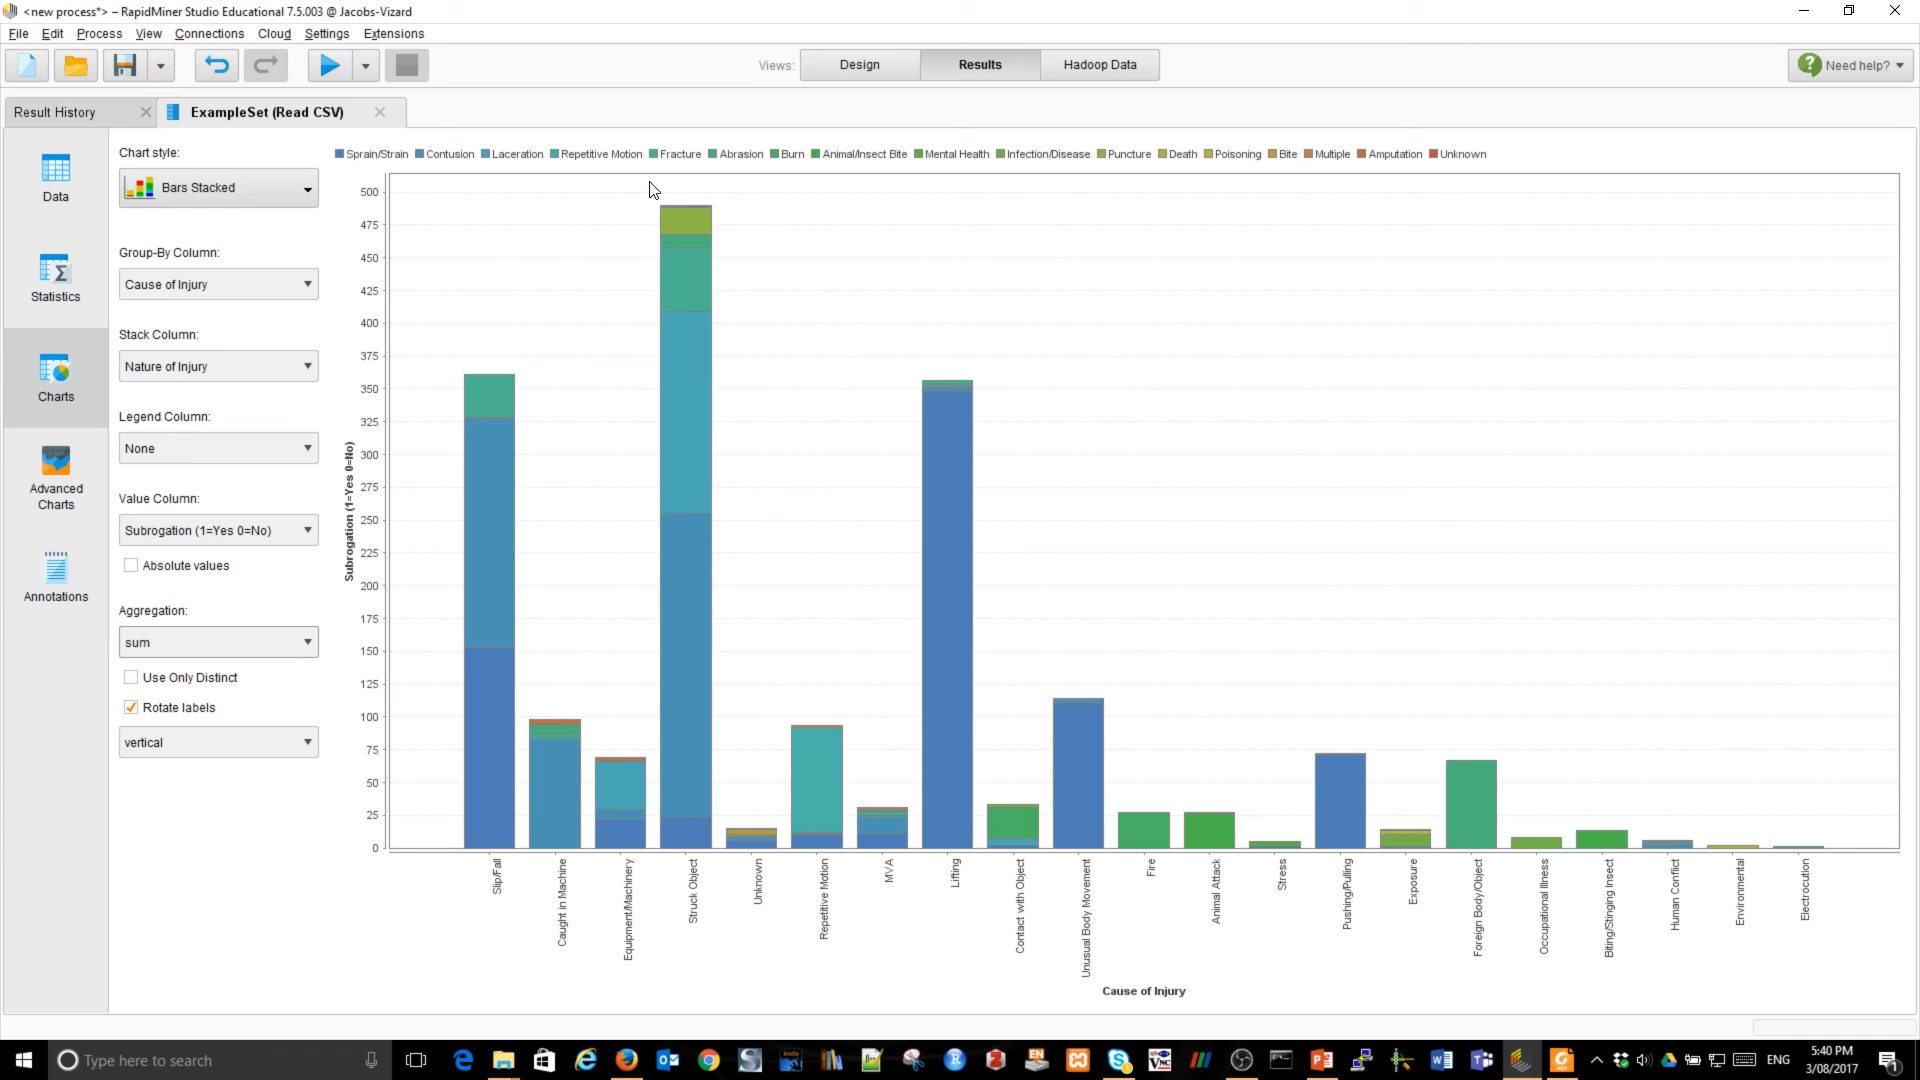 <new process*> – RapidMiner Studio Educational 7.5.003 @ Jacobs-Vizard
File Edit Process View Connections Cloud Settings Extensions
Views: Design Results Hadoop Data Need help?
Result History ExampleSet (Read CSV)
Data
Statistics
Charts
Advanced
Charts
Annotations
Chart style:
Bars Stacked
Group-By Column:
Cause of Injury
Stack Column:
Nature of Injury
Legend Column:
None
Value Column:
Subrogation (1=Yes 0=No)
Absolute values
Aggregation:
sum
Use Only Distinct
Rotate labels
vertical
Sprain/Strain Contusion Laceration Repetitive Motion Fracture Abrasion Burn Animal/Insect Bite Mental Health Infection/Disease Puncture Death Poisoning Bite Multiple Amputation Unknown
Subrogation (1=Yes 0=No)
500
475
450
425
400
375
350
325
300
275
250
225
200
175
150
125
100
75
50
25
0
Slip/Fall
Caught in Machine
Equipment/Machinery
Struck Object
Unknown
Repetitive Motion
MVA
Lifting
Contact with Object
Unusual Body Movement
Fire
Animal Attack
Stress
Pushing/Pulling
Exposure
Foreign Body/Object
Occupational Illness
Biting/Stinging Insect
Human Conflict
Environmental
Electrocution
Cause of Injury
Type here to search
ENG
5:40 PM
3/08/2017